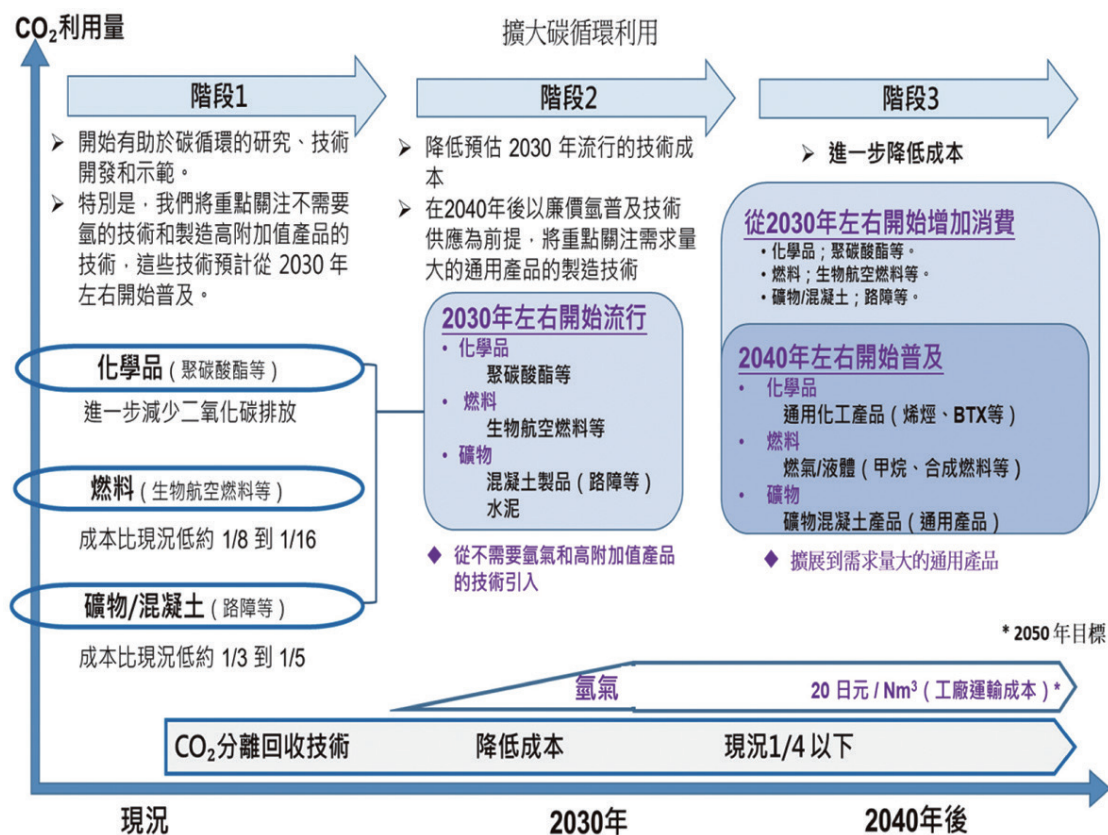 CO₂利用量
擴大碳循環利用
階段1
➢ 開始有助於碳循環的研究、技術
開發和示範。
➢ 特別是，我們將重點關注不需要
氫的技術和製造高附加值產品的
技術，這些技術預計從 2030 年
左右開始普及。
化學品（聚碳酸酯等）
進一步減少二氧化碳排放
燃料（生物航空燃料等）
成本比現況低約 1/8 到 1/16
礦物/混凝土（路障等）
成本比現況低約 1/3 到 1/5
階段2
➢ 降低預估 2030 年流行的技術成
本
➢ 在2040年後以廉價氫普及技術
供應為前提，將重點關注需求量
大的通用產品的製造技術
2030年左右開始流行
• 化學品
聚碳酸酯等
• 燃料
生物航空燃料等
• 礦物
混凝土製品（路障等）
水泥
◆ 從不需要氫氣和高附加值產品
的技術引入
階段3
➢ 進一步降低成本
從2030年左右開始增加消費
• 化學品；聚碳酸酯等。
• 燃料；生物航空燃料等。
• 礦物/混凝土；路障等。
2040年左右開始普及
• 化學品
通用化工產品（烯烴、BTX等）
• 燃料
燃氣/液體（甲烷、合成燃料等）
• 礦物
礦物混凝土產品（通用產品）
◆ 擴展到需求量大的通用產品
* 2050 年目標
氫氣
20 日元 / Nm³（工廠運輸成本）*
CO₂分離回收技術
降低成本
現況1/4 以下
現況
2030年
2040年後